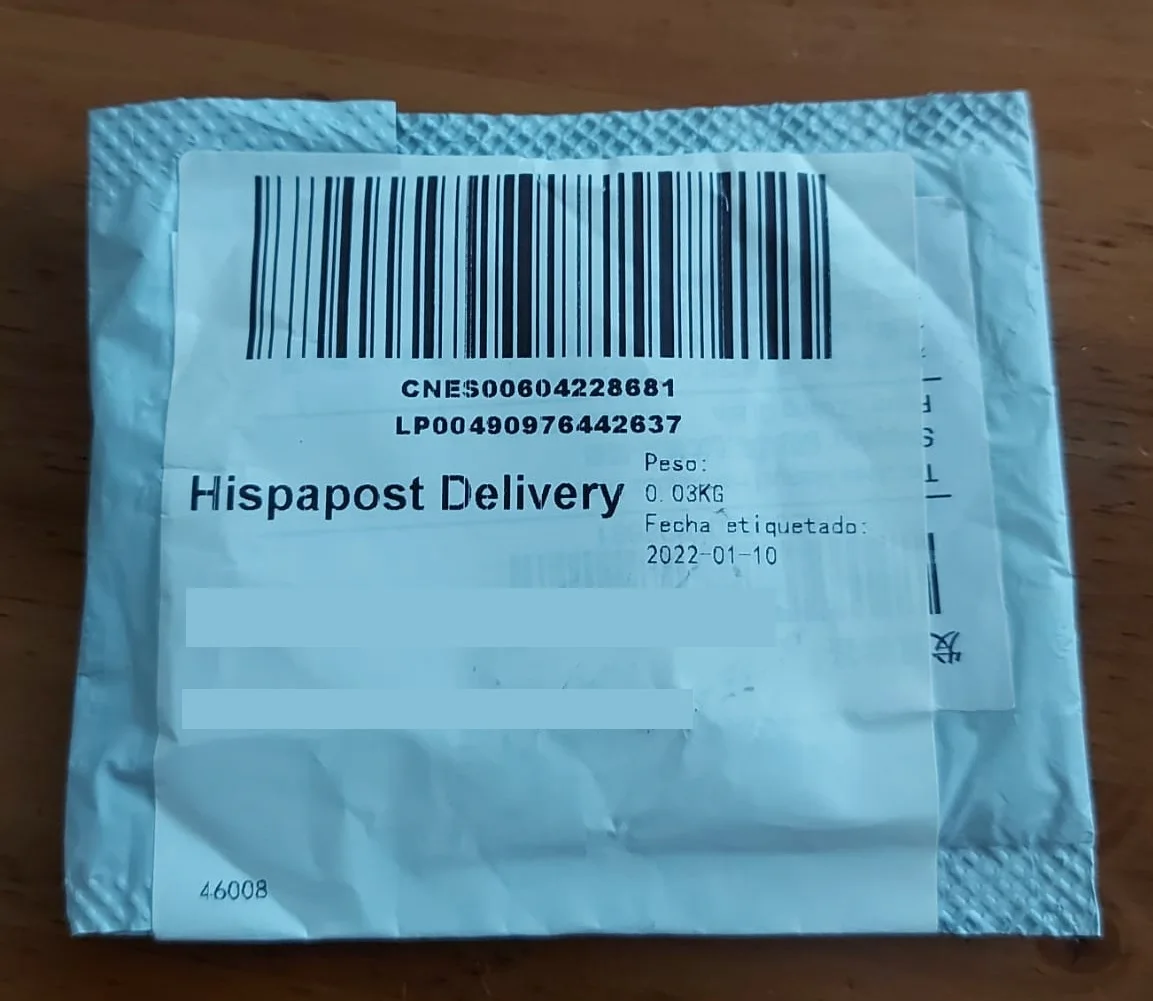 CNES00604228681
LP00490976442637
Hispapost Delivery
Peso:
0.03KG
Fecha etiquetado:
2022-01-10
46008